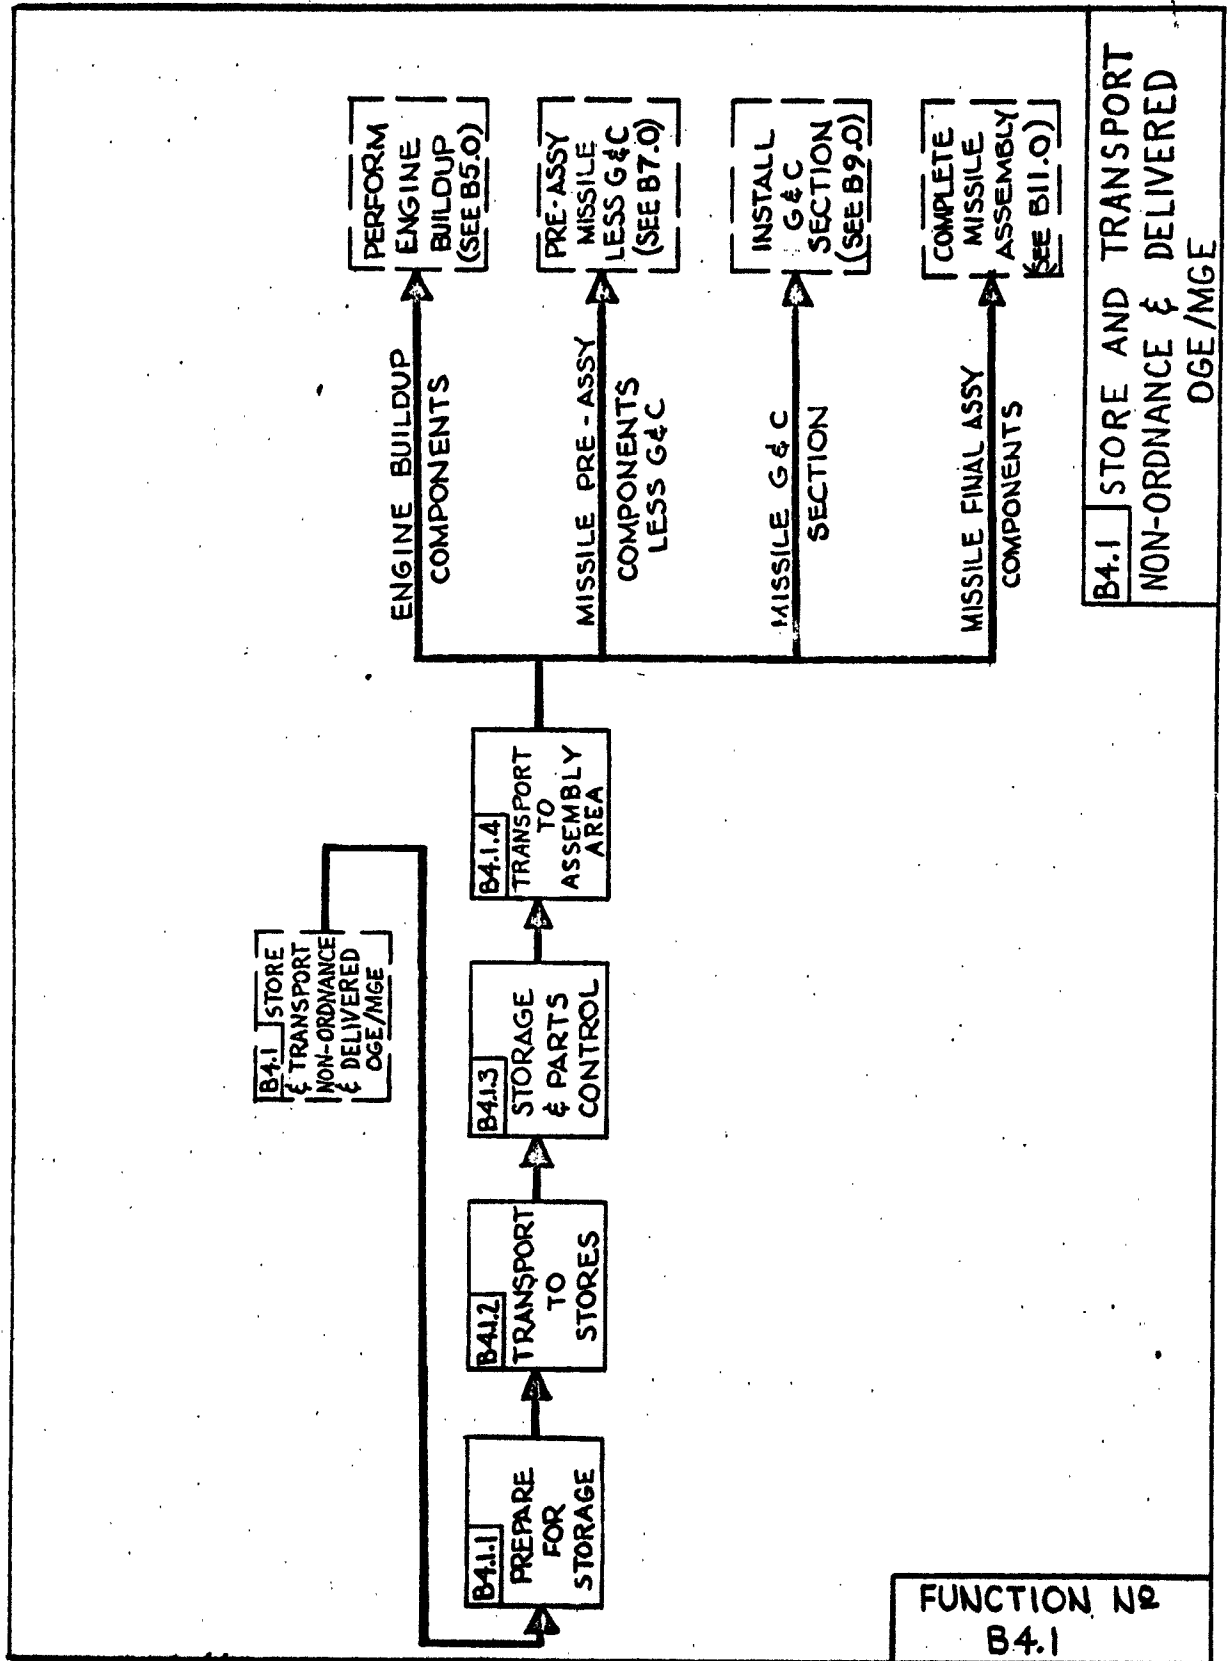 B4.1 STORE
& TRANSPORT
NON-ORDNANCE
& DELIVERED
OGE/MGE
B4.1.1
PREPARE
FOR
STORAGE
B4.1.2
TRANSPORT
TO
STORES
B4.1.3
STORAGE
& PARTS
CONTROL
B4.1.4
TRANSPORT
TO
ASSEMBLY
AREA
ENGINE BUILDUP
COMPONENTS
PERFORM
ENGINE
BUILDUP
(SEE B5.0)
MISSILE PRE-ASSY
COMPONENTS
LESS G&C
PRE-ASSY
MISSILE
LESS G&C
(SEE B7.0)
MISSILE G&C
SECTION
INSTALL
G&C
SECTION
(SEE B9.0)
MISSILE FINAL ASSY
COMPONENTS
COMPLETE
MISSILE
ASSEMBLY
(SEE B11.0)
B4.1 STORE AND TRANSPORT
NON-ORDNANCE & DELIVERED
OGE/MGE
FUNCTION Nº
B4.1